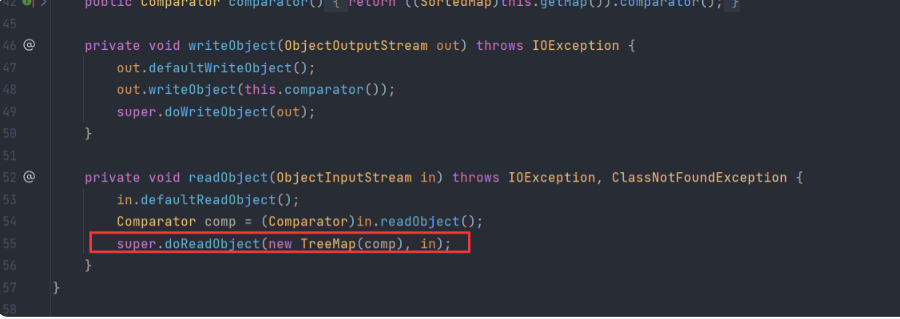 42 public Comparator comparator() { return ((SortedMap)this.getMap()).comparator(); }
45
46 @ private void writeObject(ObjectOutputStream out) throws IOException {
47 out.defaultWriteObject();
48 out.writeObject(this.comparator());
49 super.doWriteObject(out);
50 }
51
52 @ private void readObject(ObjectInputStream in) throws IOException, ClassNotFoundException {
53 in.defaultReadObject();
54 Comparator comp = (Comparator)in.readObject();
55 super.doReadObject(new TreeMap(comp), in);
56 }
57 }
58